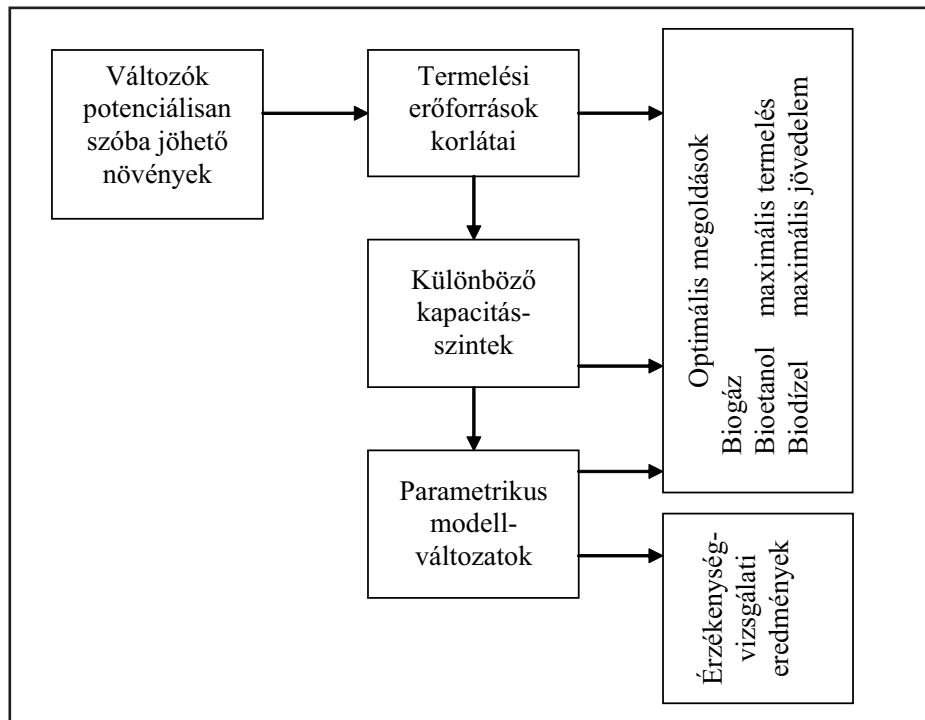 Változók
potenciálisan
szóba jöhető
növények
Termelési
erőforrások
korlátai
Különböző
kapacitás-
szintek
Parametrikus
modell-
változatok
Optimális megoldások
Biogáz
Bioetanol maximális termelés
Biodízel maximális jövedelem
Érzékenység-
vizsgálati
eredmények